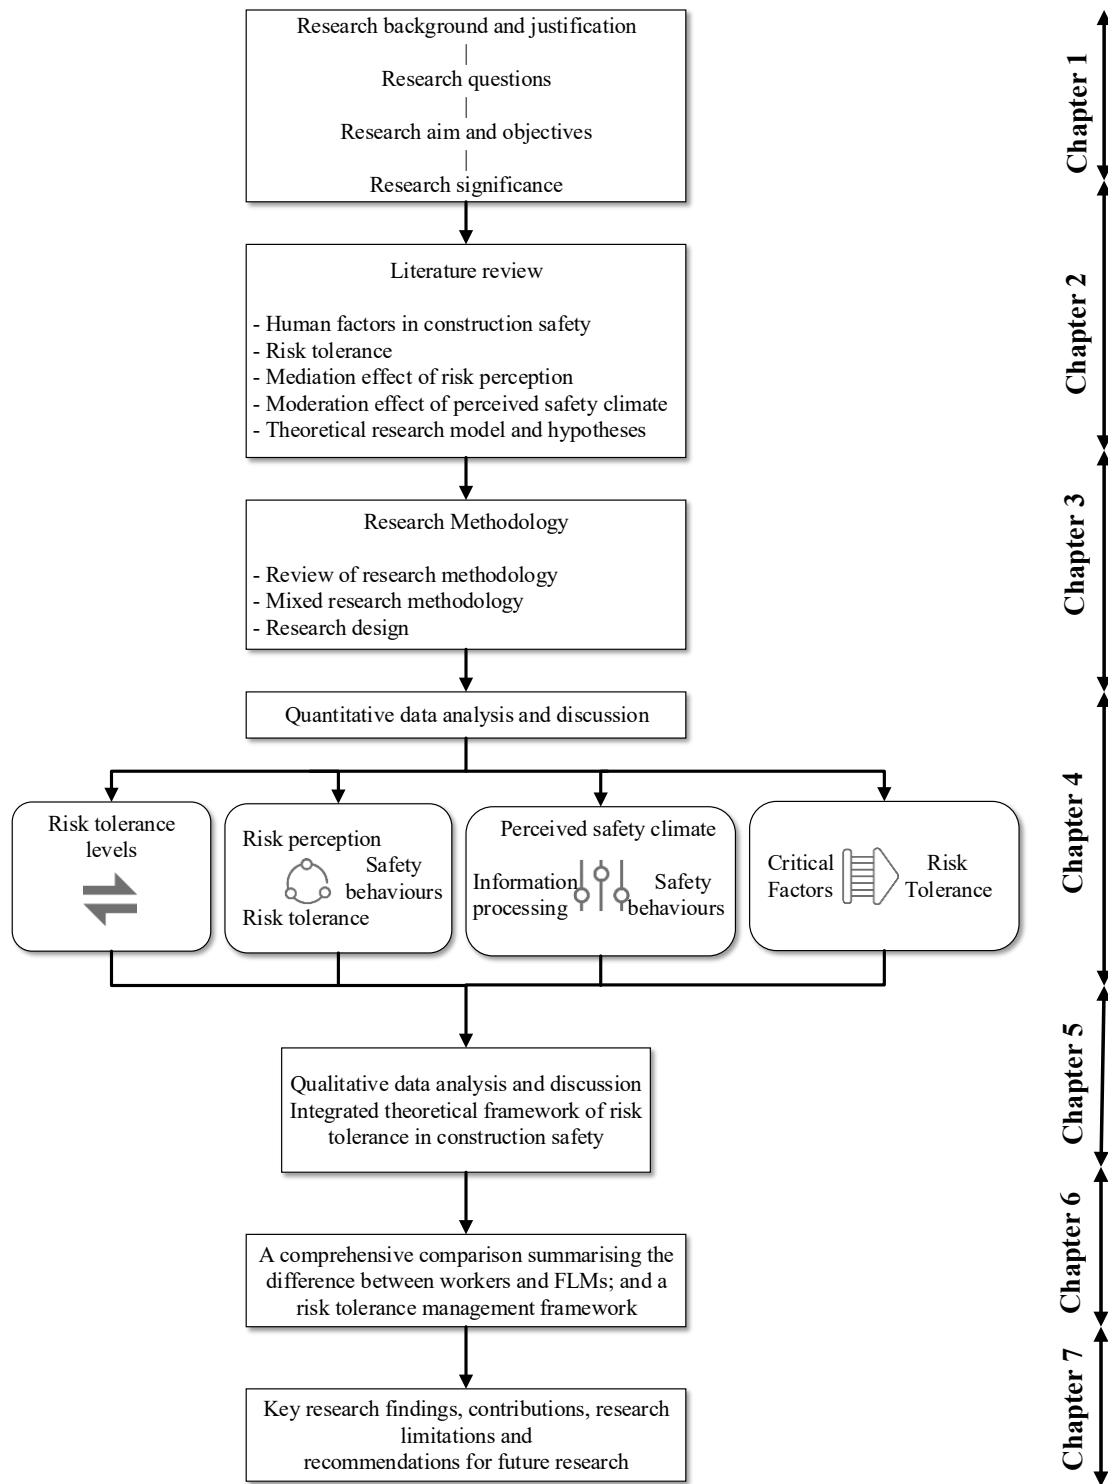 Research background and justification
Research questions
Research aim and objectives
Research significance
Chapter 1
Literature review
- Human factors in construction safety
- Risk tolerance
- Mediation effect of risk perception
- Moderation effect of perceived safety climate
- Theoretical research model and hypotheses
Chapter 2
Research Methodology
- Review of research methodology
- Mixed research methodology
- Research design
Chapter 3
Quantitative data analysis and discussion
Risk tolerance
levels
Risk perception
Safety
behaviours
Risk tolerance
Perceived safety climate
Information
processing
Safety
behaviours
Critical
Factors
Risk
Tolerance
Chapter 4
Qualitative data analysis and discussion
Integrated theoretical framework of risk
tolerance in construction safety
Chapter 5
A comprehensive comparison summarising the
difference between workers and FLMs; and a
risk tolerance management framework
Chapter 6
Key research findings, contributions, research
limitations and
recommendations for future research
Chapter 7